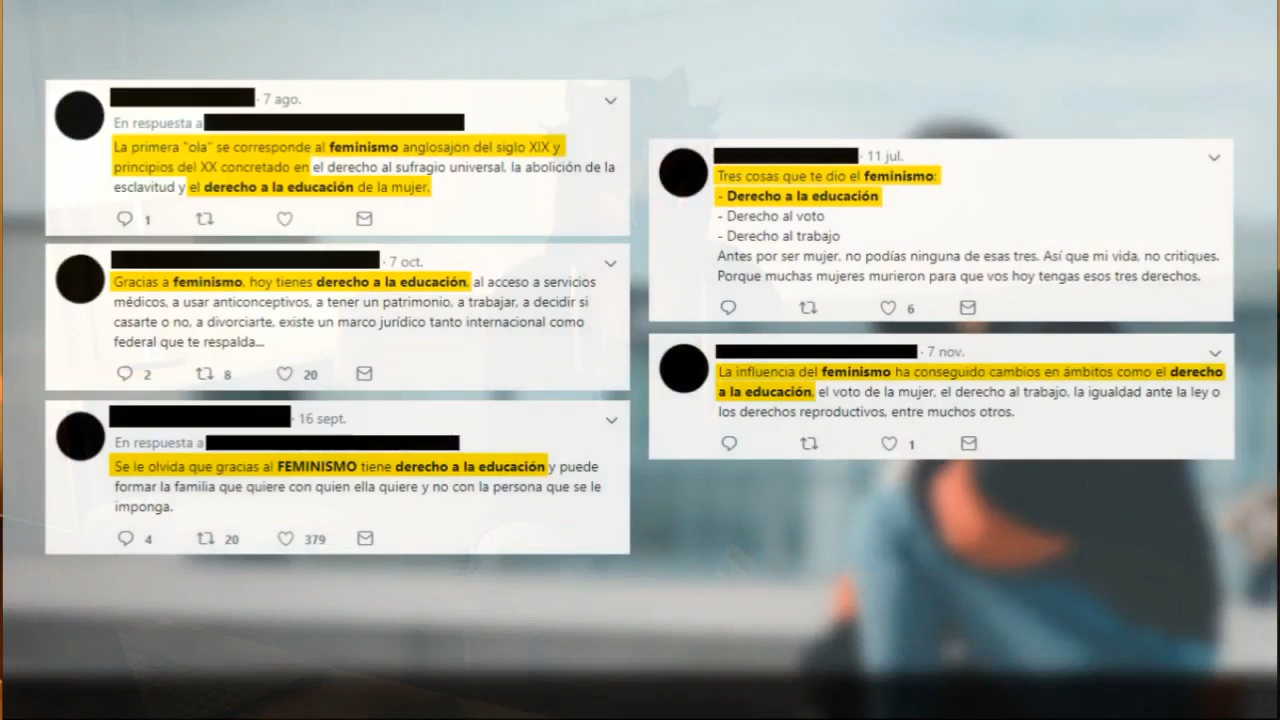 · 7 ago.
En respuesta a
La primera "ola" se corresponde al feminismo anglosajón del siglo XIX y
principios del XX concretado en el derecho al sufragio universal, la abolición de la
esclavitud y el derecho a la educación de la mujer.
1
· 7 oct.
Gracias a feminismo, hoy tienes derecho a la educación, al acceso a servicios
médicos, a usar anticonceptivos, a tener un patrimonio, a trabajar, a decidir si
casarte o no, a divorciarte, existe un marco jurídico tanto internacional como
federal que te respalda...
2 8 20
· 16 sept.
En respuesta a
Se le olvida que gracias al FEMINISMO tiene derecho a la educación y puede
formar la familia que quiere con quien ella quiere y no con la persona que se le
imponga.
4 20 379
· 11 jul.
Tres cosas que te dio el feminismo:
- Derecho a la educación
- Derecho al voto
- Derecho al trabajo
Antes por ser mujer, no podías ninguna de esas tres. Así que mi vida, no critiques.
Porque muchas mujeres murieron para que vos hoy tengas esos tres derechos.
6
· 7 nov.
La influencia del feminismo ha conseguido cambios en ámbitos como el derecho
a la educación, el voto de la mujer, el derecho al trabajo, la igualdad ante la ley o
los derechos reproductivos, entre muchos otros.
1